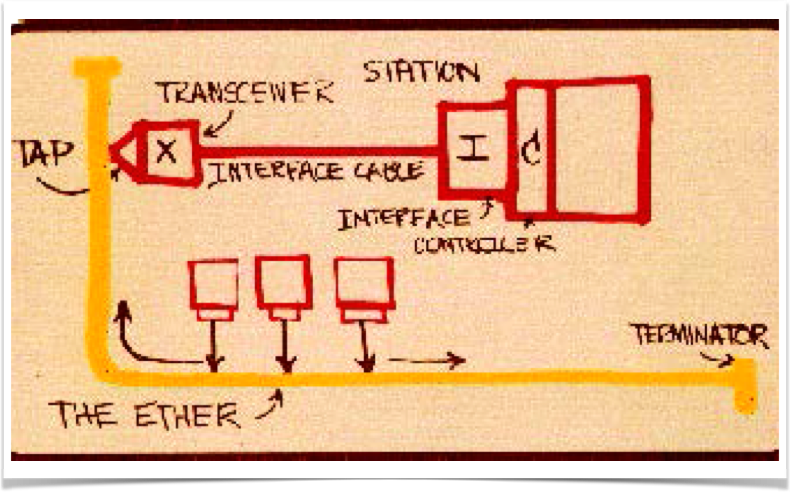 STATION
TRANSCEIVER
TAP
X
I
C
INTERFACE CABLE
INTERFACE
CONTROLLER
TERMINATOR
THE ETHER